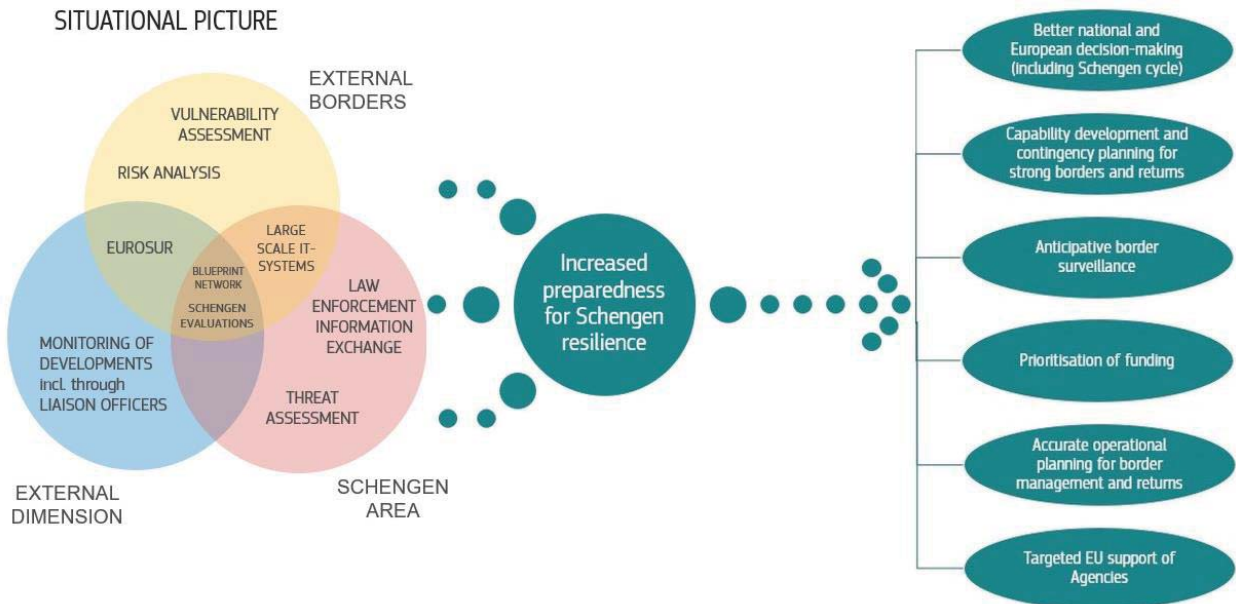 SITUATIONAL PICTURE
EXTERNAL
BORDERS
VULNERABILITY
ASSESSMENT
RISK ANALYSIS
EUROSUR
LARGE
SCALE IT-
SYSTEMS
BLUEPRINT
NETWORK
SCHENGEN
EVALUATIONS
LAW
ENFORCEMENT
INFORMATION
EXCHANGE
MONITORING OF
DEVELOPMENTS
incl. through
LIAISON OFFICERS
THREAT
ASSESSMENT
EXTERNAL
DIMENSION
SCHENGEN
AREA
Increased
preparedness
for Schengen
resilience
Better national and
European decision-making
(including Schengen cycle)
Capability development and
contingency planning for
strong borders and returns
Anticipative border
surveillance
Prioritisation of funding
Accurate operational
planning for border
management and returns
Targeted EU support of
Agencies